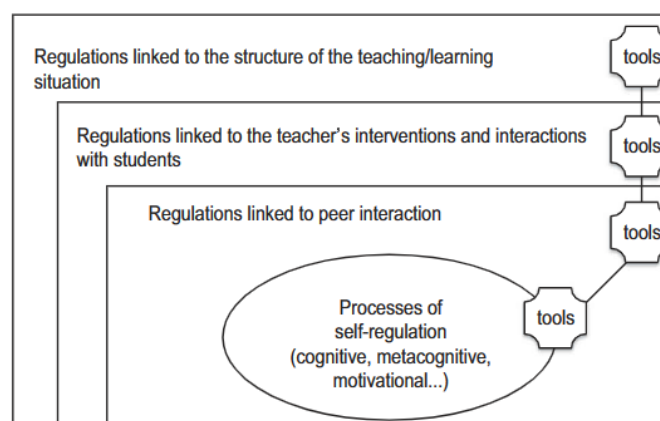 Regulations linked to the structure of the teaching/learning
situation
tools
Regulations linked to the teacher's interventions and interactions
with students
tools
Regulations linked to peer interaction
tools
Processes of
self-regulation
(cognitive, metacognitive,
motivational...)
tools